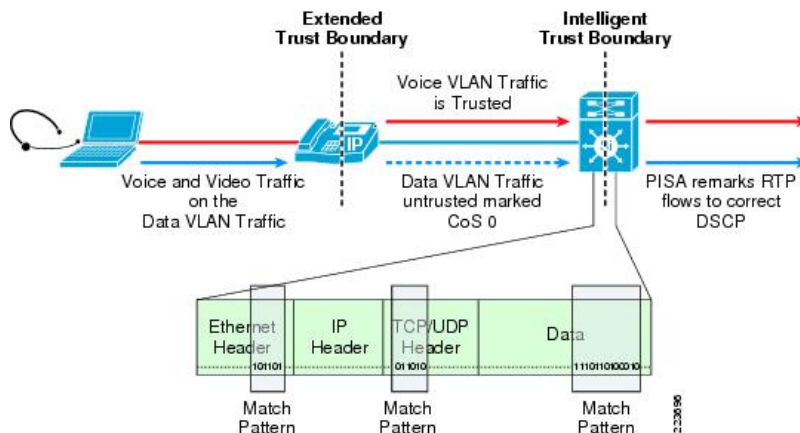 Extended
Trust Boundary
Intelligent
Trust Boundary
Voice VLAN Traffic
is Trusted
IP
Si
Voice and Video Traffic
on the
Data VLAN Traffic
Data VLAN Traffic
untrusted marked
CoS 0
PISA remarks RTP
flows to correct
DSCP
Ethernet
Header
IP
Header
TCP/UDP
Header
Data
101101
011010
1110110100010
Match
Pattern
Match
Pattern
Match
Pattern
223696